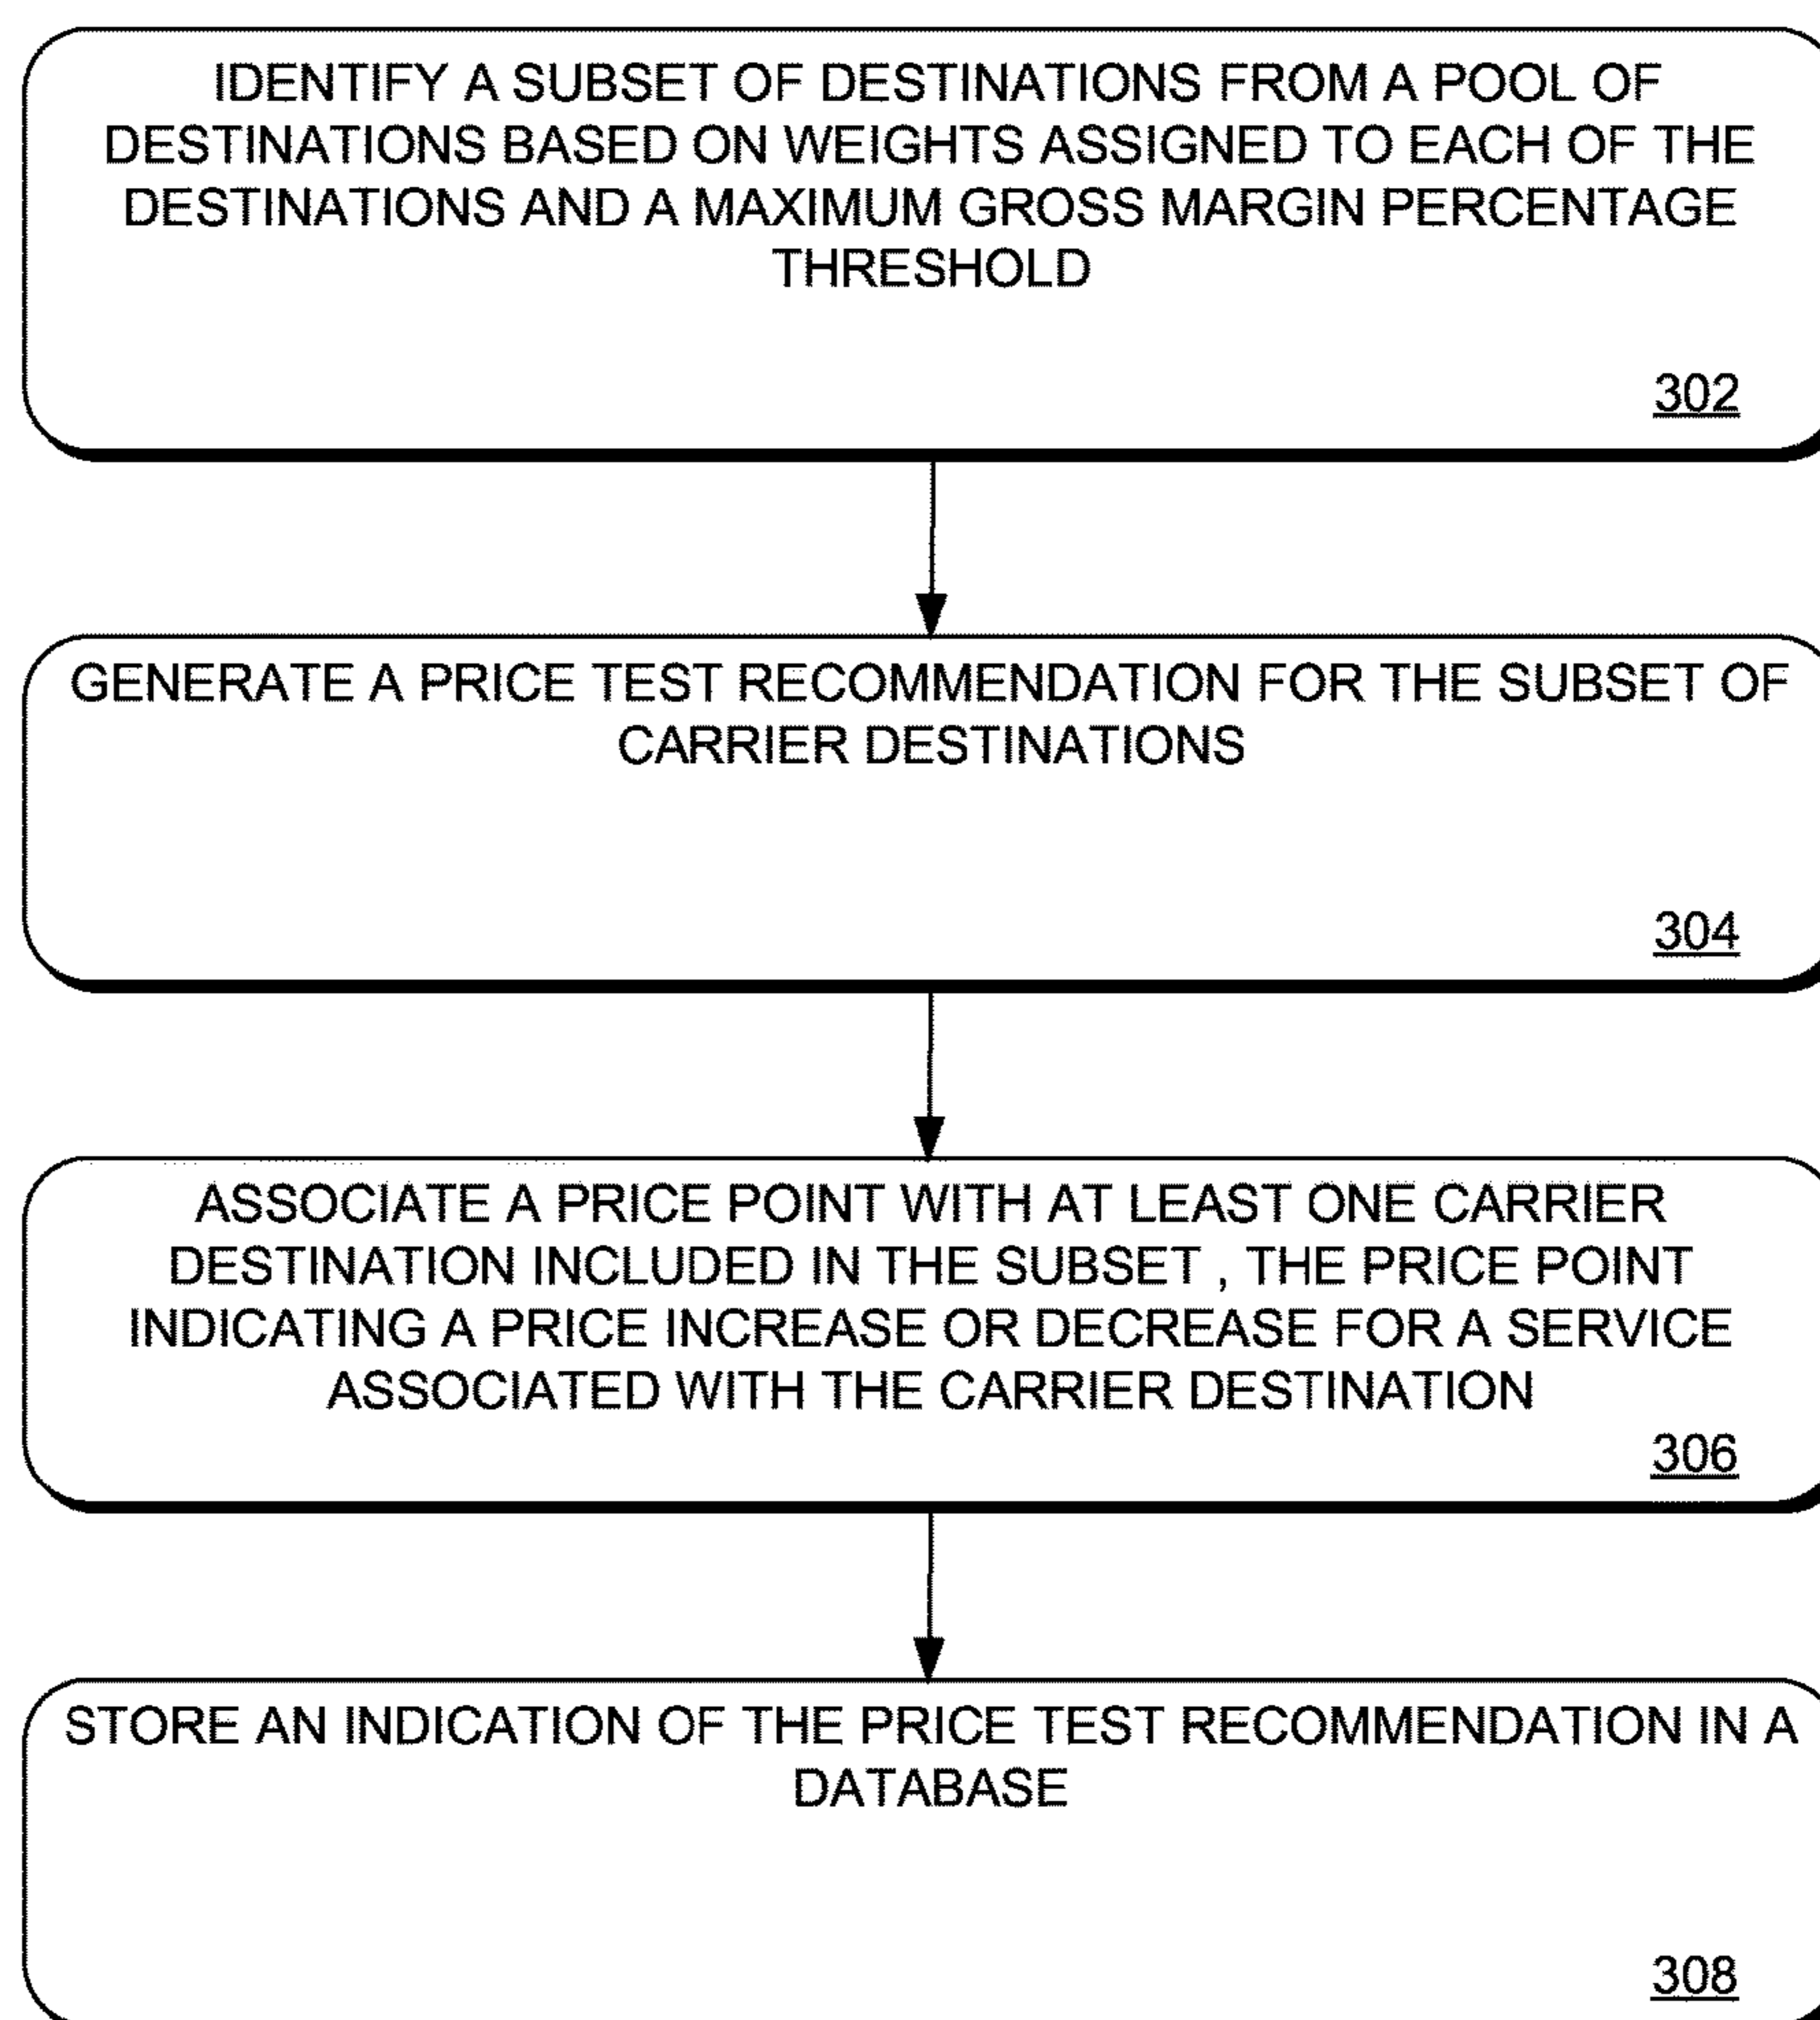 IDENTIFY A SUBSET OF DESTINATIONS FROM A POOL OF
DESTINATIONS BASED ON WEIGHTS ASSIGNED TO EACH OF THE
DESTINATIONS AND A MAXIMUM GROSS MARGIN PERCENTAGE
THRESHOLD
302
GENERATE A PRICE TEST RECOMMENDATION FOR THE SUBSET OF
CARRIER DESTINATIONS
304
ASSOCIATE A PRICE POINT WITH AT LEAST ONE CARRIER
DESTINATION INCLUDED IN THE SUBSET , THE PRICE POINT
INDICATING A PRICE INCREASE OR DECREASE FOR A SERVICE
ASSOCIATED WITH THE CARRIER DESTINATION
306
STORE AN INDICATION OF THE PRICE TEST RECOMMENDATION IN A
DATABASE
308